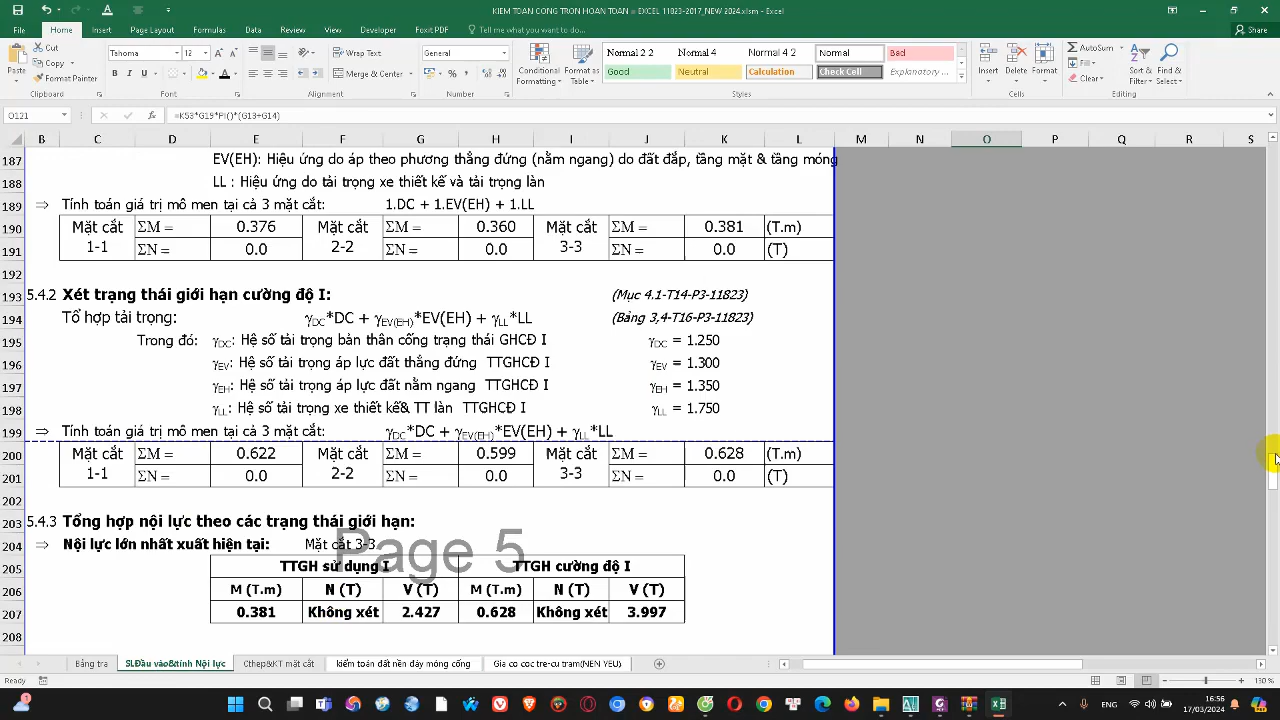 KIEM TOAN CONG TRON HOAN TOAN = EXCEL 11823-2017_NEW 2024.xlsm - Excel
File Home Insert Page Layout Formulas Data Review View Developer Foxit PDF Tell me what you want to do... Share
Cut Tahoma 12 Wrap Text General Normal 2 2 Normal 4 Normal 4 2 Normal Bad AutoSum
Paste Copy Fill Conditional Formatting Format as Table Insert Delete Format Sort & Filter Find & Select
Format Painter B I U Merge & Center Good Neutral Calculation Check Cell Explanatory ... Clear
Clipboard Font Alignment Number Styles Cells Editing
O121 =K53*G19*PI()*(G13+G14)
B C D E F G H I J K L M N O P Q R S
187 EV(EH): Hiệu ứng do áp theo phương thẳng đứng (nằm ngang) do đất đắp, tầng mặt & tầng móng
188 LL : Hiệu ứng do tải trọng xe thiết kế và tải trọng làn
189 ⇒ Tính toán giá trị mô men tại cả 3 mặt cắt: 1.DC + 1.EV(EH) + 1.LL
190 Mặt cắt ΣM = 0.376 Mặt cắt ΣM = 0.360 Mặt cắt ΣM = 0.381 (T.m)
191 1-1 ΣN = 0.0 2-2 ΣN = 0.0 3-3 ΣN = 0.0 (T)
192
193 5.4.2 Xét trạng thái giới hạn cường độ I: (Mục 4.1-T14-P3-11823)
194 Tổ hợp tải trọng: γDC*DC + γEV(EH)*EV(EH) + γLL*LL (Bảng 3,4-T16-P3-11823)
195 Trong đó: γDC: Hệ số tải trọng bản thân cống trạng thái GHCĐ I γDC = 1.250
196 γEV: Hệ số tải trọng áp lực đất thẳng đứng TTGHCĐ I γEV = 1.300
197 γEH: Hệ số tải trọng áp lực đất nằm ngang TTGHCĐ I γEH = 1.350
198 γLL: Hệ số tải trọng xe thiết kế& TT làn TTGHCĐ I γLL = 1.750
199 ⇒ Tính toán giá trị mô men tại cả 3 mặt cắt: γDC*DC + γEV(EH)*EV(EH) + γLL*LL
200 Mặt cắt ΣM = 0.622 Mặt cắt ΣM = 0.599 Mặt cắt ΣM = 0.628 (T.m)
201 1-1 ΣN = 0.0 2-2 ΣN = 0.0 3-3 ΣN = 0.0 (T)
202
203 5.4.3 Tổng hợp nội lực theo các trạng thái giới hạn:
204 ⇒ Nội lực lớn nhất xuất hiện tại: Mặt cắt 3-3
Page 5
205 TTGH sử dụng I TTGH cường độ I
206 M (T.m) N (T) V (T) M (T.m) N (T) V (T)
207 0.381 Không xét 2.427 0.628 Không xét 3.997
208
Bảng tra SLĐầu vào&tính Nội lực Cthep&KT mặt cắt kiểm toán đất nền đáy móng cống Gia co coc tre-cu tram(NEN YEU)
Ready 130 %
1 ENG 16:56
17/03/2024